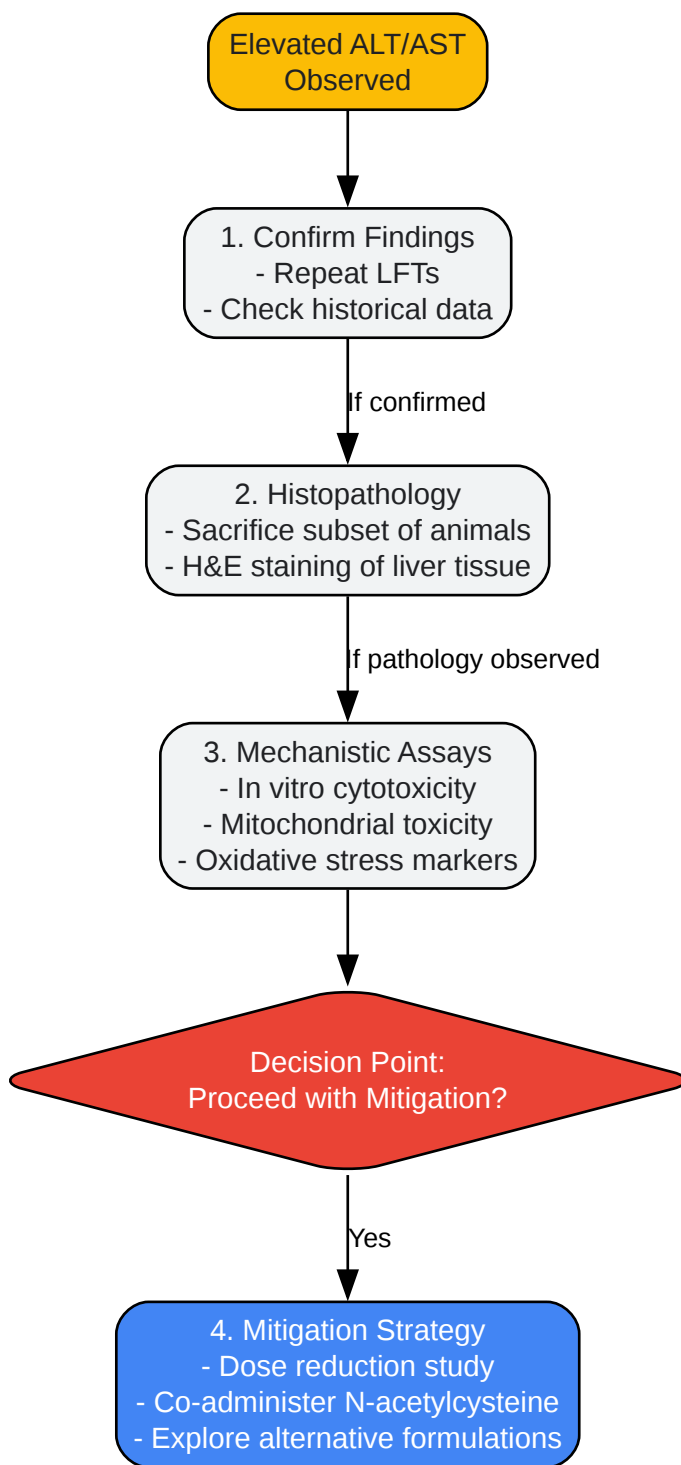 Elevated ALT/AST
Observed
1. Confirm Findings
- Repeat LFTs
- Check historical data
If confirmed
2. Histopathology
- Sacrifice subset of animals
- H&E staining of liver tissue
If pathology observed
3. Mechanistic Assays
- In vitro cytotoxicity
- Mitochondrial toxicity
- Oxidative stress markers
Decision Point:
Proceed with Mitigation?
Yes
4. Mitigation Strategy
- Dose reduction study
- Co-administer N-acetylcysteine
- Explore alternative formulations